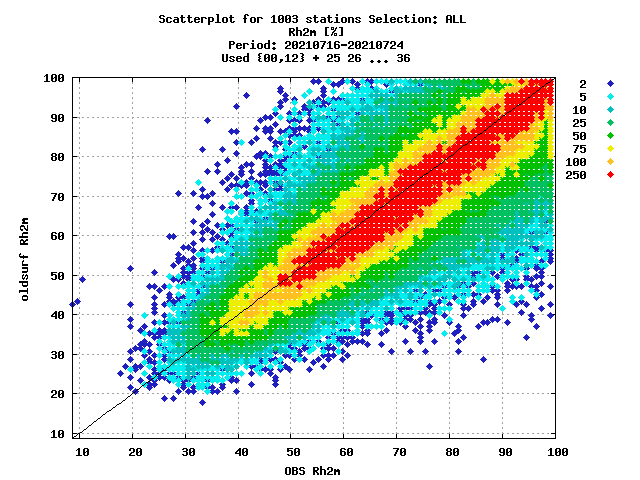 Scatterplot for 1003 stations Selection: ALL
Rh2m [%]
Period: 20210716-20210724
Used {00,12} + 25 26 ... 36
100
90
80
70
60
50
40
30
20
10
oldsurf Rh2m
10 20 30 40 50 60 70 80 90 100
OBS Rh2m
2
5
10
25
50
75
100
250